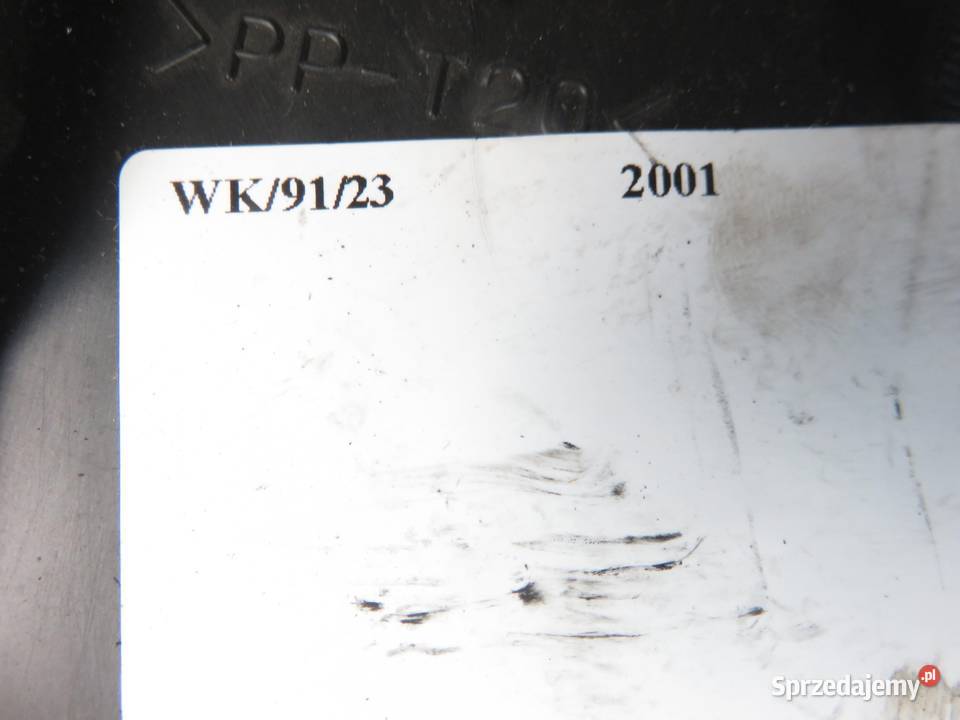 >PP-T20<
WK/91/23 2001
Sprzedajemy.pl